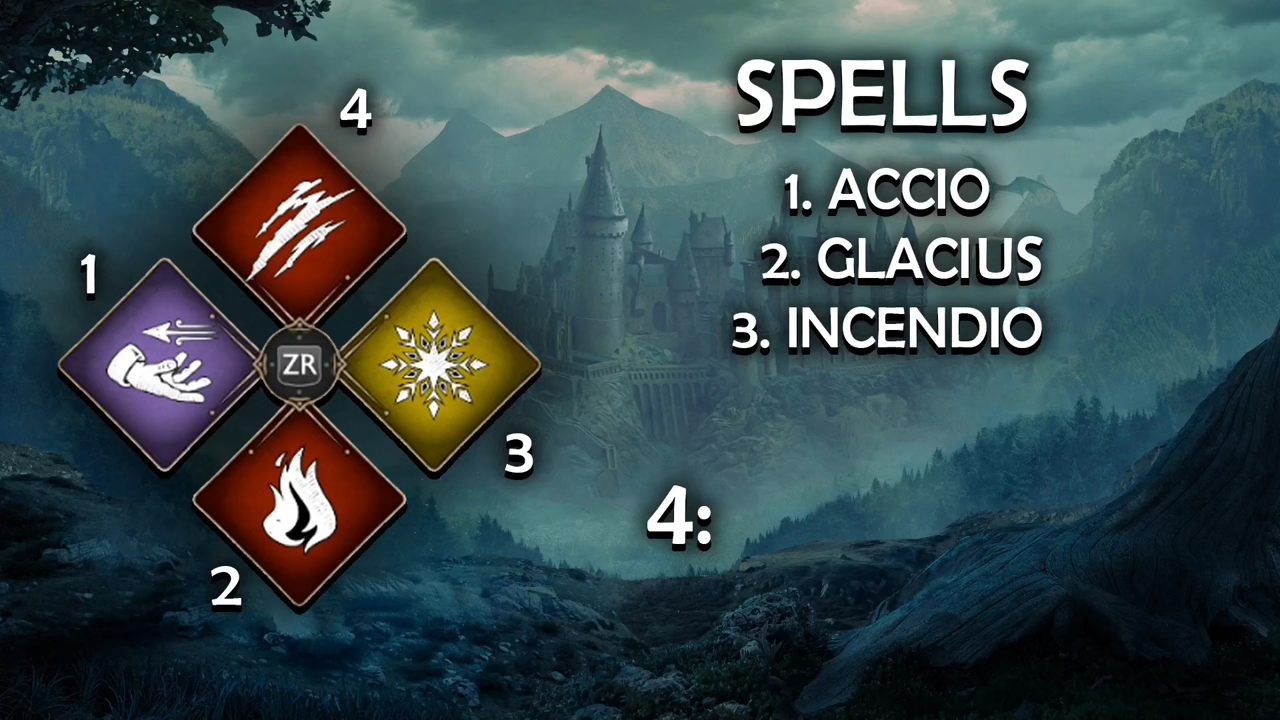 SPELLS
1. ACCIO
2. GLACIUS
3. INCENDIO
4:
4
1
ZR
3
2